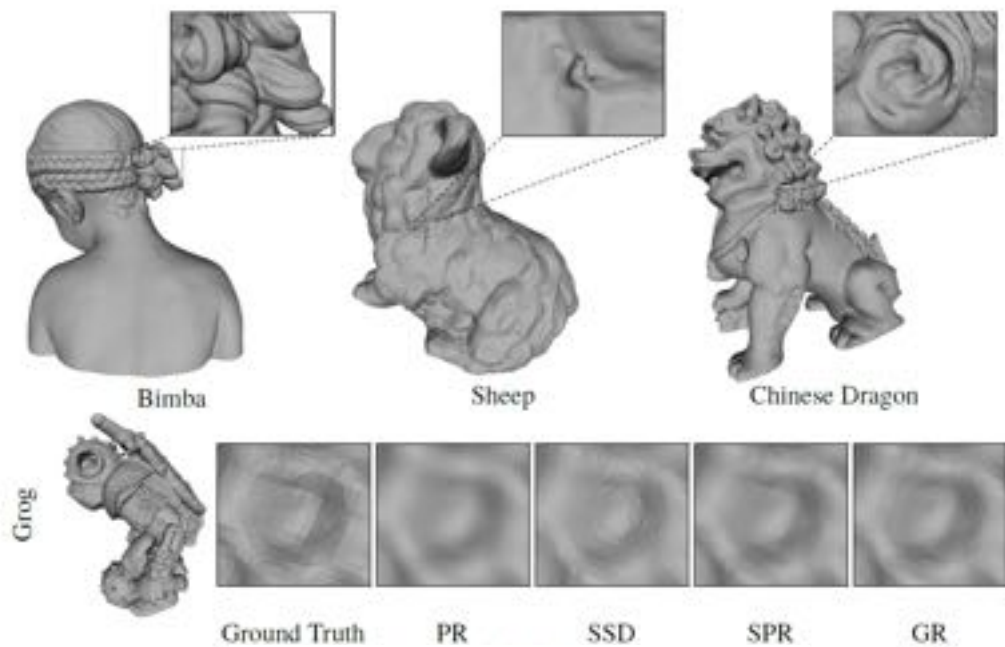 Bimba
Sheep
Chinese Dragon
Grog
Ground Truth
PR
SSD
SPR
GR